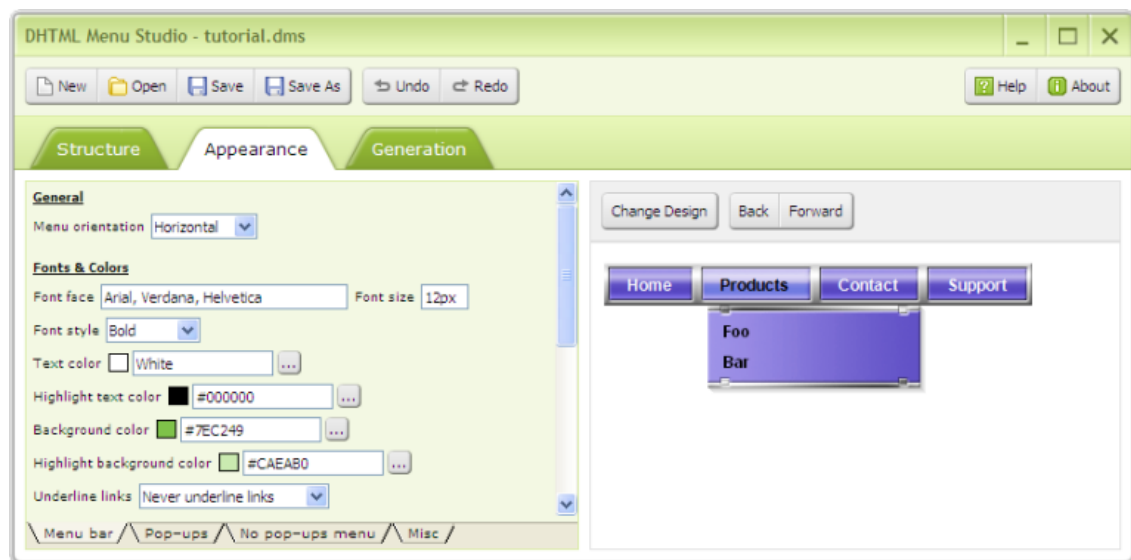 DHTML Menu Studio - tutorial.dms
New Open Save Save As Undo Redo Help About
Structure Appearance Generation
General
Menu orientation Horizontal
Fonts & Colors
Font face Arial, Verdana, Helvetica Font size 12px
Font style Bold
Text color White ...
Highlight text color #000000 ...
Background color #7EC249 ...
Highlight background color #CAEAB0 ...
Underline links Never underline links
Menu bar Pop-ups No pop-ups menu Misc
Change Design Back Forward
Home Products Contact Support
Foo
Bar